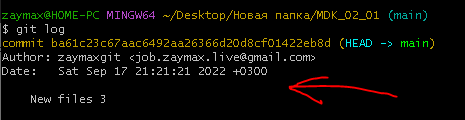 zaymax@HOME-PC MINGW64 ~/Desktop/Новая папка/MDK_02_01 (main)
$ git log
commit ba61c23c67aac6492aa26366d20d8cf01422eb8d (HEAD -> main)
Author: zaymaxgit <job.zaymax.live@gmail.com>
Date:   Sat Sep 17 21:21:21 2022 +0300
    New files 3